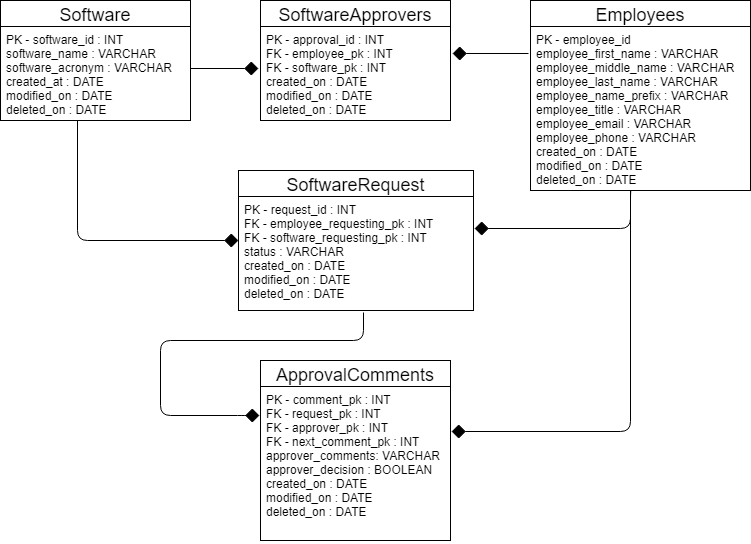 Software
PK - software_id : INT
software_name : VARCHAR
software_acronym : VARCHAR
created_at : DATE
modified_on : DATE
deleted_on : DATE
SoftwareApprovers
PK - approval_id : INT
FK - employee_pk : INT
FK - software_pk : INT
created_on : DATE
modified_on : DATE
deleted_on : DATE
Employees
PK - employee_id
employee_first_name : VARCHAR
employee_middle_name : VARCHAR
employee_last_name : VARCHAR
employee_name_prefix : VARCHAR
employee_title : VARCHAR
employee_email : VARCHAR
employee_phone : VARCHAR
created_on : DATE
modified_on : DATE
deleted_on : DATE
SoftwareRequest
PK - request_id : INT
FK - employee_requesting_pk : INT
FK - software_requesting_pk : INT
status : VARCHAR
created_on : DATE
modified_on : DATE
deleted_on : DATE
ApprovalComments
PK - comment_pk : INT
FK - request_pk : INT
FK - approver_pk : INT
FK - next_comment_pk : INT
approver_comments: VARCHAR
approver_decision : BOOLEAN
created_on : DATE
modified_on : DATE
deleted_on : DATE